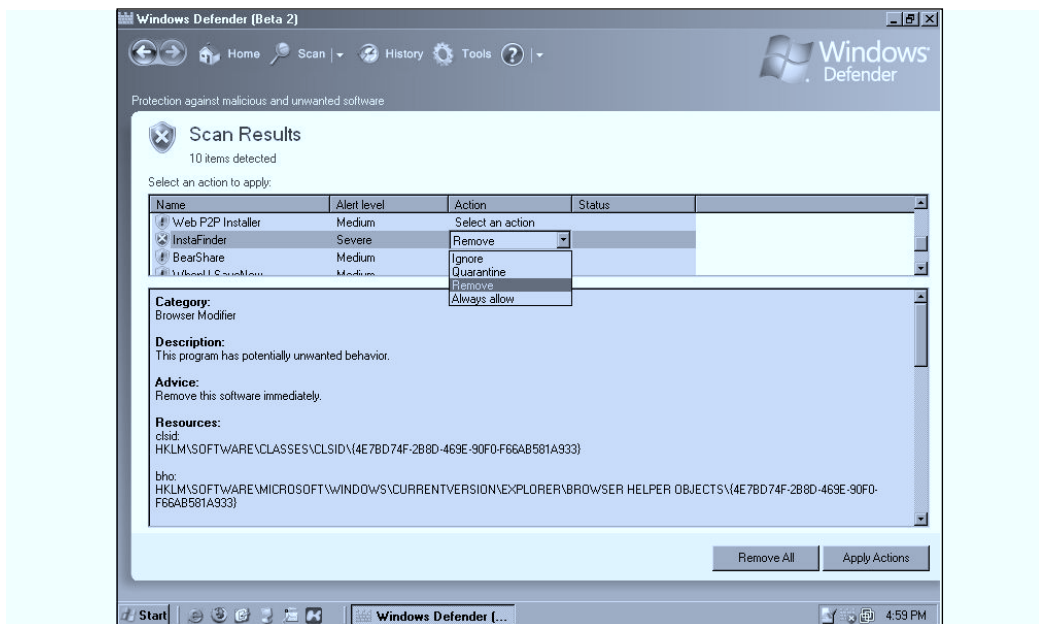 Windows Defender (Beta 2)
Home Scan History Tools
Windows
Defender
Protection against malicious and unwanted software
Scan Results
10 items detected
Select an action to apply:
Name Alert level Action Status
Web P2P Installer Medium Select an action
InstaFinder Severe Remove
BearShare Medium Ignore
WhenU.SaveNow Medium Quarantine
Remove
Always allow
Category:
Browser Modifier
Description:
This program has potentially unwanted behavior.
Advice:
Remove this software immediately.
Resources:
clsid:
HKLM\SOFTWARE\CLASSES\CLSID\{4E7BD74F-2B8D-469E-90F0-F66AB581A933}
bho:
HKLM\SOFTWARE\MICROSOFT\WINDOWS\CURRENTVERSION\EXPLORER\BROWSER HELPER OBJECTS\{4E7BD74F-2B8D-469E-90F0-
F66AB581A933}
Remove All Apply Actions
Start Windows Defender (... 4:59 PM